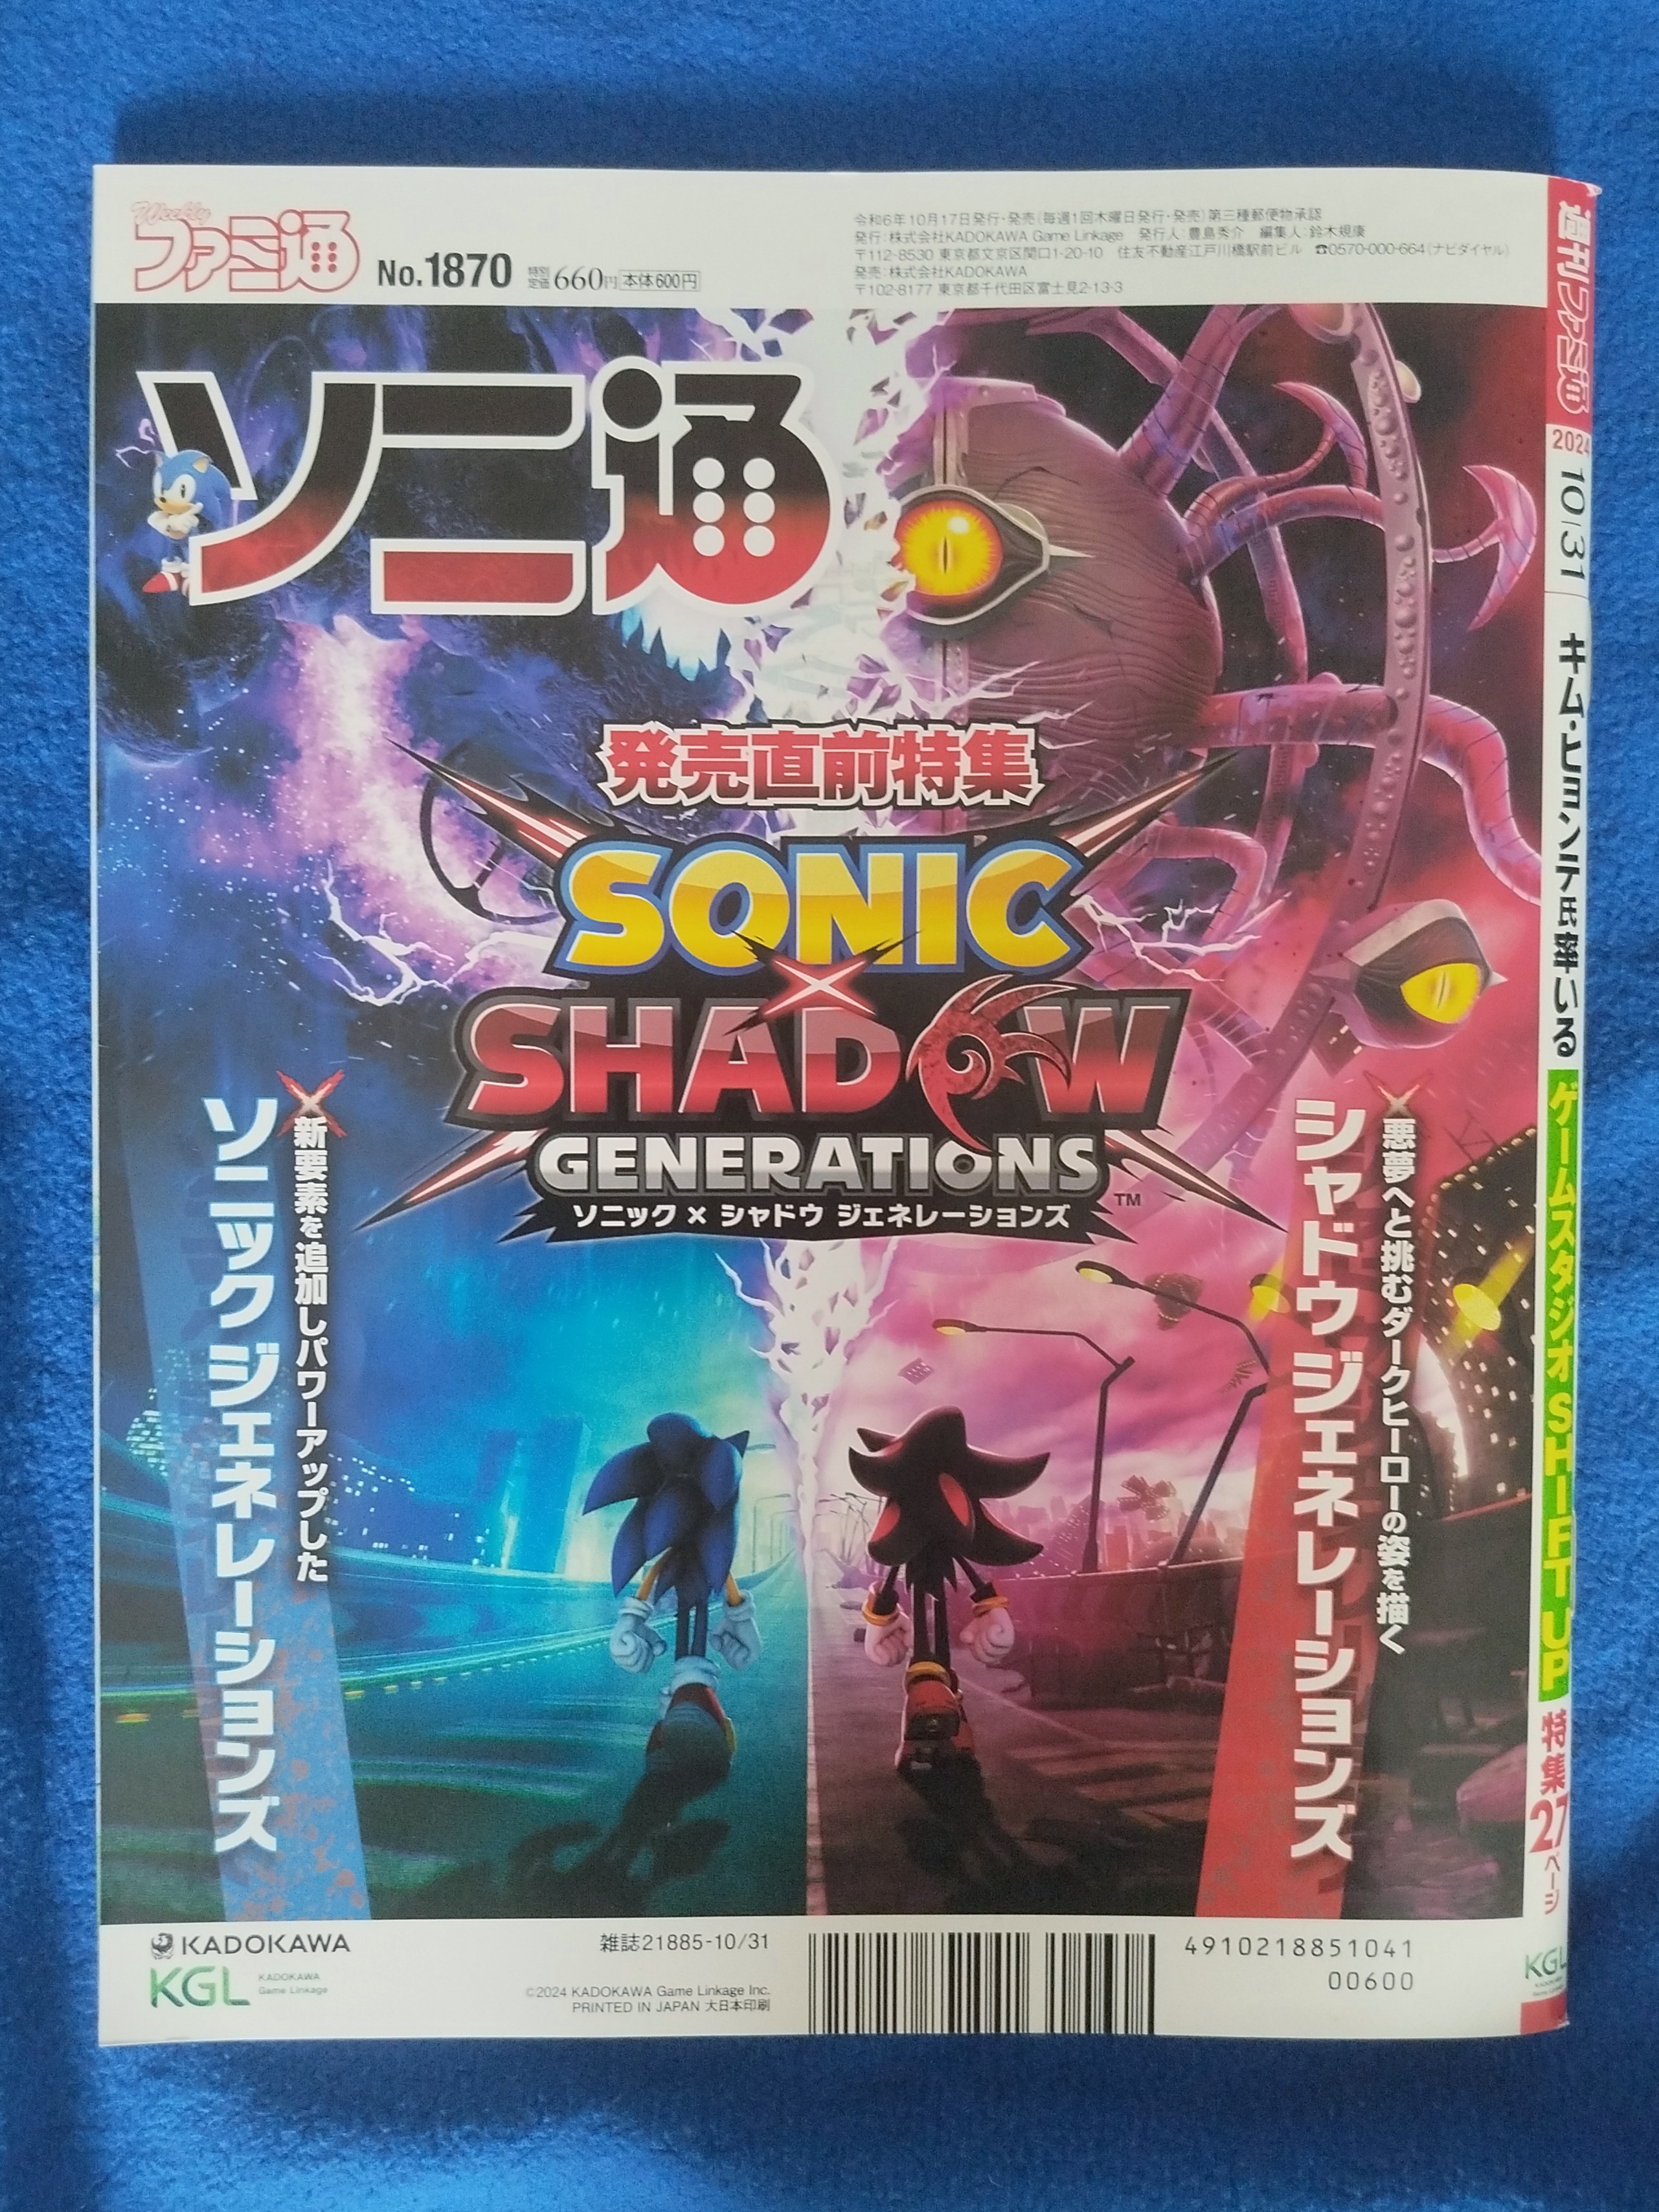 Weekly
ファミ通
No.1870
特別定価660円 本体600円
令和6年10月17日発行・発売(毎週1回木曜日発行・発売)第三種郵便物承認
発行:株式会社KADOKAWA Game Linkage 発行人:豊島秀介 編集人:鈴木規康
〒112-8530 東京都文京区関口1-20-10 住友不動産江戸川橋駅前ビル ☎0570-000-664(ナビダイヤル)
発売:株式会社KADOKAWA
〒102-8177 東京都千代田区富士見2-13-3
ソニ通
発売直前特集
SONIC
×
SHADOW
GENERATIONS
™
ソニック × シャドウ ジェネレーションズ
新要素を追加しパワーアップした
ソニック ジェネレーションズ
悪夢へと挑むダークヒーローの姿を描く
シャドウ ジェネレーションズ
KADOKAWA
KGL
KADOKAWA
Game Linkage
雑誌21885-10/31
©2024 KADOKAWA Game Linkage Inc.
PRINTED IN JAPAN 大日本印刷
4910218851041
00600
週刊ファミ通
2024
10/31
キム・ヒョンテ氏率いる
ゲームスタジオ SHIFT UP
特集27ページ
KGL